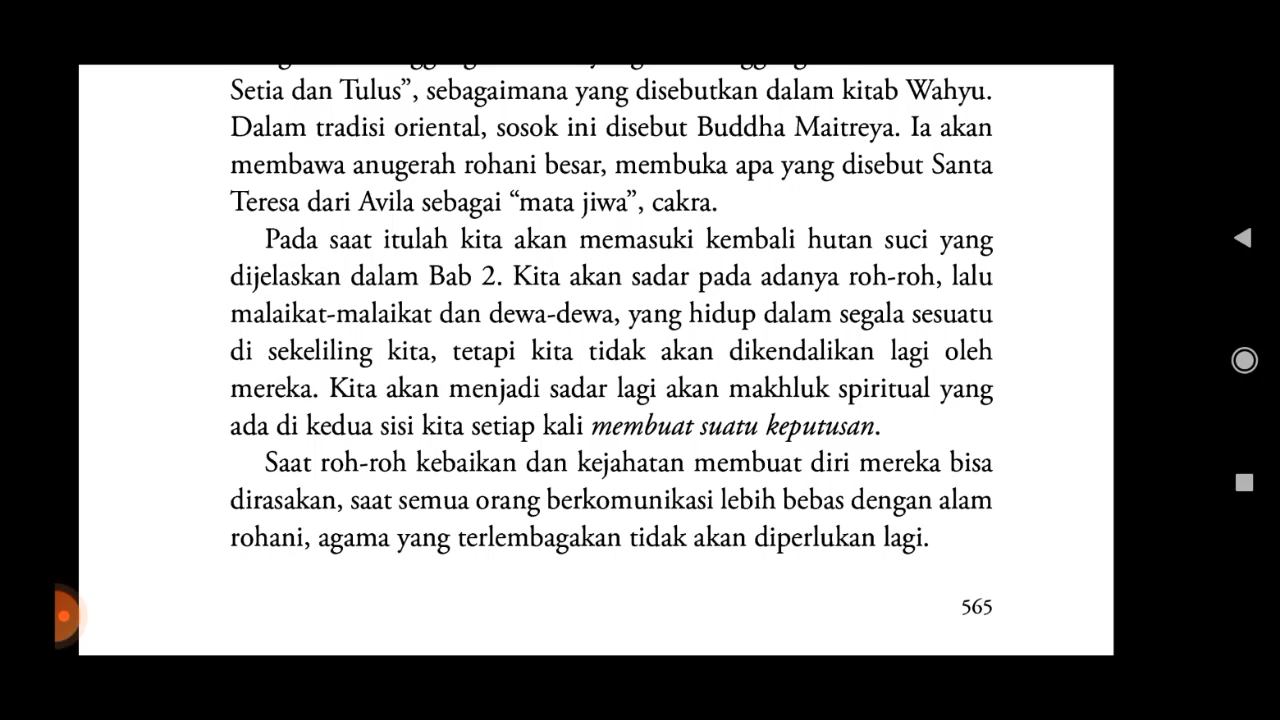 Setia dan Tulus”, sebagaimana yang disebutkan dalam kitab Wahyu.
Dalam tradisi oriental, sosok ini disebut Buddha Maitreya. Ia akan
membawa anugerah rohani besar, membuka apa yang disebut Santa
Teresa dari Avila sebagai “mata jiwa”, cakra.
Pada saat itulah kita akan memasuki kembali hutan suci yang
dijelaskan dalam Bab 2. Kita akan sadar pada adanya roh-roh, lalu
malaikat-malaikat dan dewa-dewa, yang hidup dalam segala sesuatu
di sekeliling kita, tetapi kita tidak akan dikendalikan lagi oleh
mereka. Kita akan menjadi sadar lagi akan makhluk spiritual yang
ada di kedua sisi kita setiap kali membuat suatu keputusan.
Saat roh-roh kebaikan dan kejahatan membuat diri mereka bisa
dirasakan, saat semua orang berkomunikasi lebih bebas dengan alam
rohani, agama yang terlembagakan tidak akan diperlukan lagi.
565